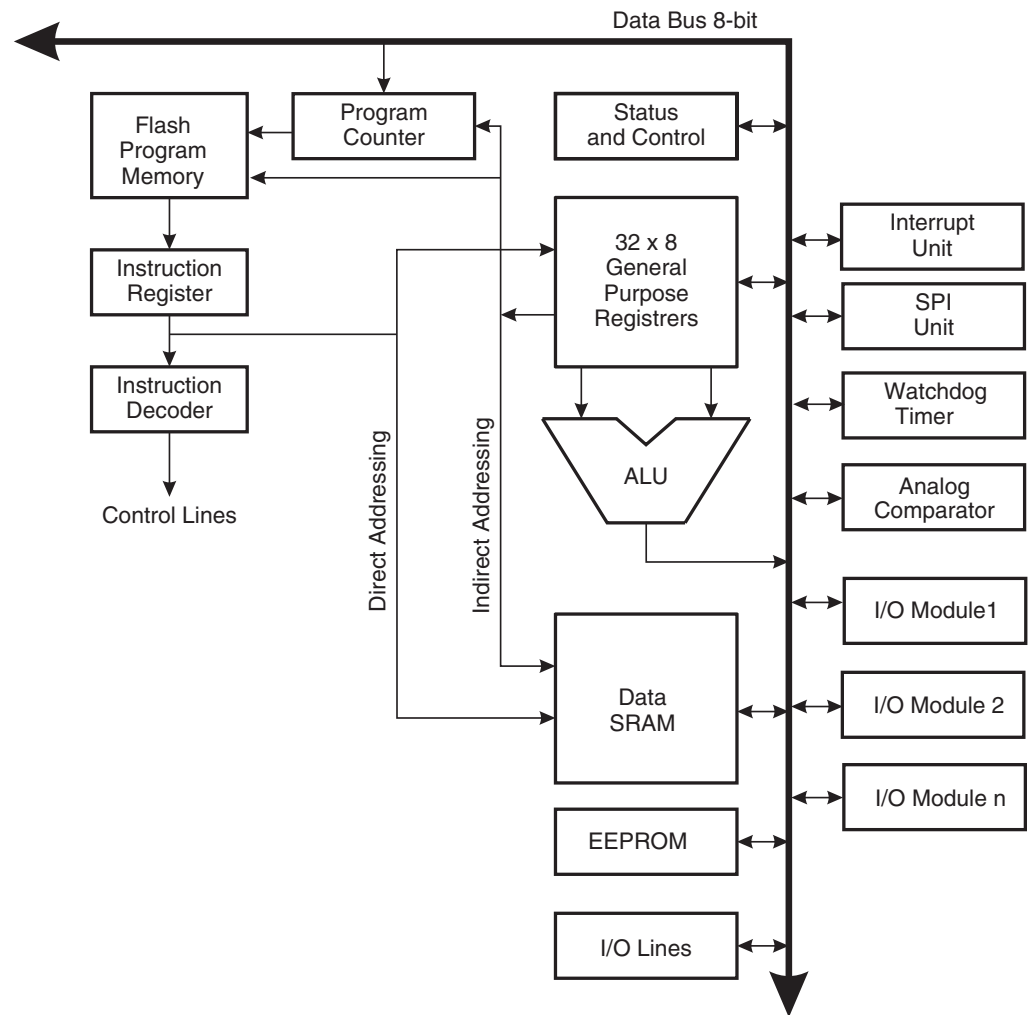 Data Bus 8-bit
Flash
Program
Memory
Program
Counter
Status
and Control
Interrupt
Unit
32 x 8
General
Purpose
Registrers
Instruction
Register
SPI
Unit
Instruction
Decoder
Watchdog
Timer
Direct Addressing
Indirect Addressing
ALU
Analog
Comparator
Control Lines
I/O Module1
Data
SRAM
I/O Module 2
I/O Module n
EEPROM
I/O Lines